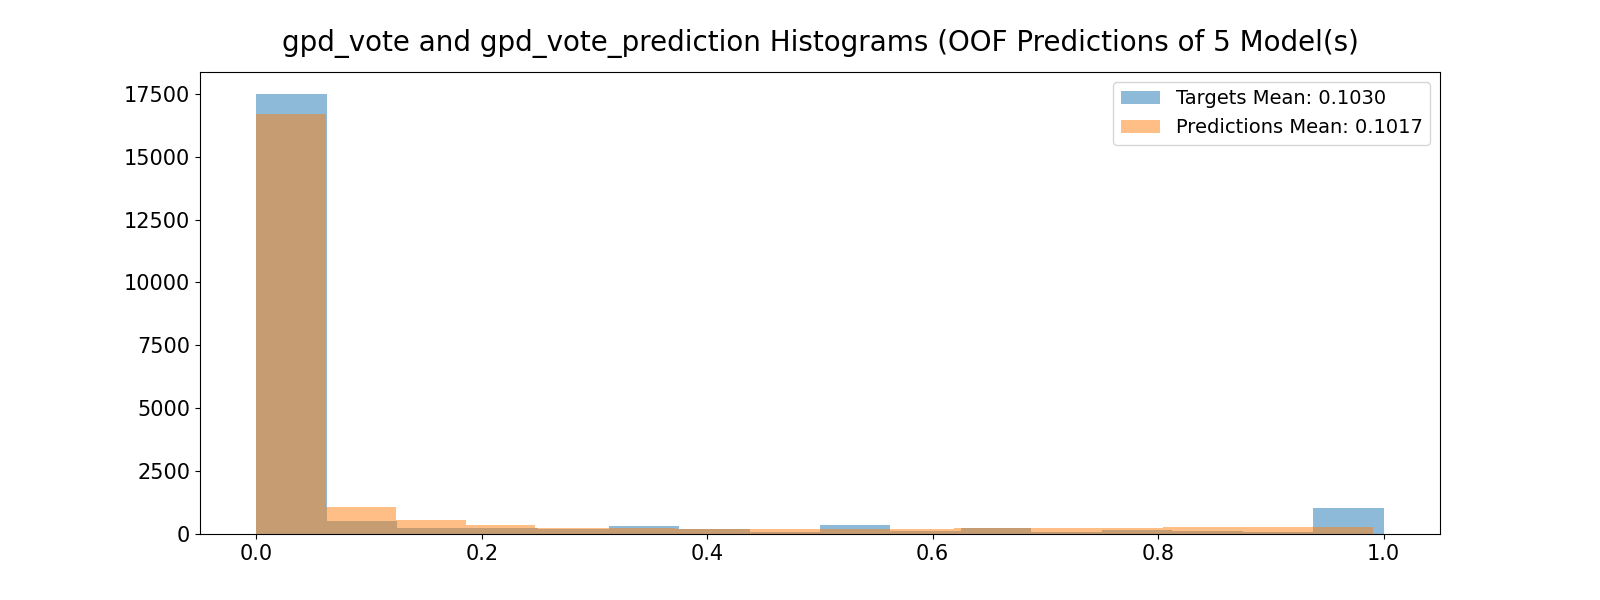 gpd_vote and gpd_vote_prediction Histograms (OOF Predictions of 5 Model(s)
Targets Mean: 0.1030
Predictions Mean: 0.1017
17500
15000
12500
10000
7500
5000
2500
0
0.0 0.2 0.4 0.6 0.8 1.0